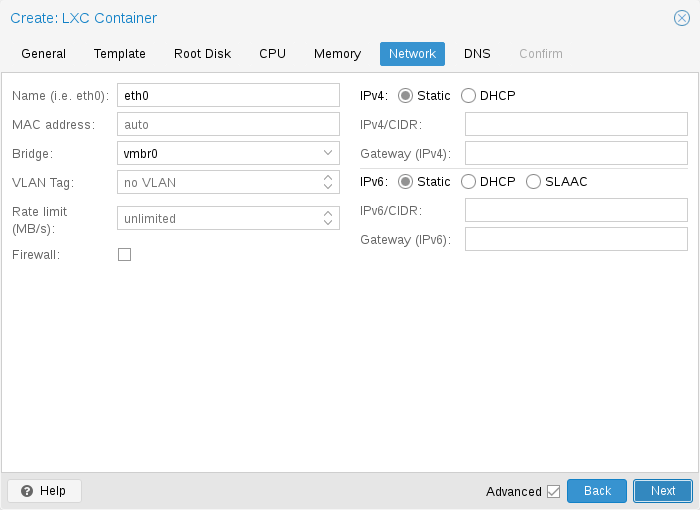 Create: LXC Container
General Template Root Disk CPU Memory Network DNS Confirm
Name (i.e. eth0): eth0
MAC address: auto
Bridge: vmbr0
VLAN Tag: no VLAN
Rate limit
(MB/s): unlimited
Firewall:
IPv4: Static DHCP
IPv4/CIDR:
Gateway (IPv4):
IPv6: Static DHCP SLAAC
IPv6/CIDR:
Gateway (IPv6):
Help Advanced Back Next